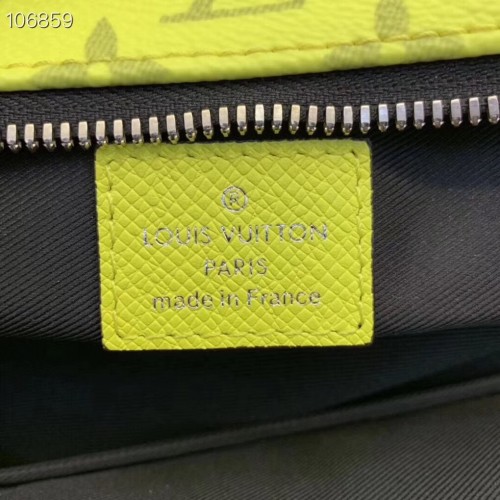 106859
®
LOUIS VUITTON
PARIS
made in France